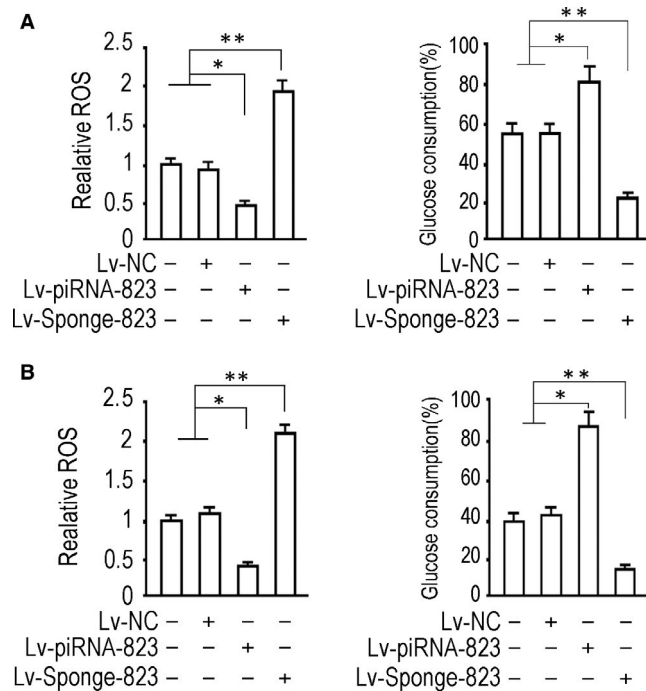 A
Realative ROS
2.5
2
1.5
1
0.5
0
*
**
Lv-NC – + – –
Lv-piRNA-823 – – + –
Lv-Sponge-823 – – – +
Glucose consumption(%)
100
80
60
40
20
0
*
**
Lv-NC – + – –
Lv-piRNA-823 – – + –
Lv-Sponge-823 – – – +
B
Realative ROS
2.5
2
1.5
1
0.5
0
*
**
Lv-NC – + – –
Lv-piRNA-823 – – + –
Lv-Sponge-823 – – – +
Glucose consumption(%)
100
80
60
40
20
0
*
**
Lv-NC – + – –
Lv-piRNA-823 – – + –
Lv-Sponge-823 – – – +